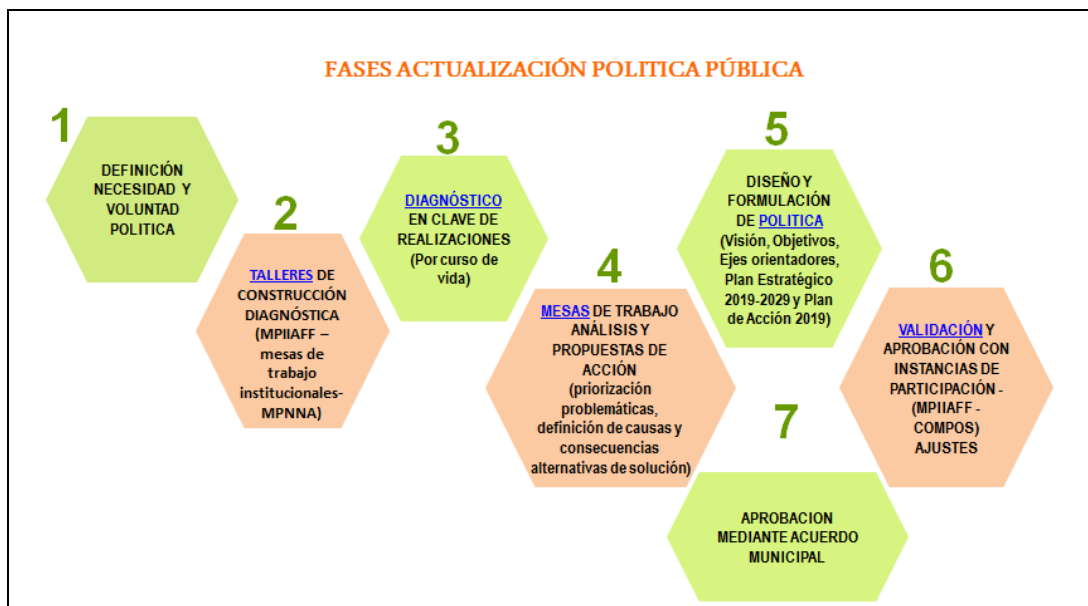 FASES ACTUALIZACIÓN POLITICA PÚBLICA
1
DEFINICIÓN
NECESIDAD Y
VOLUNTAD
POLITICA
2
TALLERES DE
CONSTRUCCIÓN
DIAGNÓSTICA
(MPIIAFF –
mesas de
trabajo
institucionales-
MPNNA)
3
DIAGNÓSTICO
EN CLAVE DE
REALIZACIONES
(Por curso de
vida)
4
MESAS DE TRABAJO
ANÁLISIS Y
PROPUESTAS DE
ACCIÓN
(priorización
problemáticas,
definición de causas y
consecuencias
alternativas de solución)
5
DISEÑO Y
FORMULACIÓN
DE POLITICA
(Visión, Objetivos,
Ejes orientadores,
Plan Estratégico
2019-2029 y Plan
de Acción 2019)
6
VALIDACIÓN Y
APROBACIÓN CON
INSTANCIAS DE
PARTICIPACIÓN -
(MPIIAFF -
COMPOS)
AJUSTES
7
APROBACION
MEDIANTE ACUERDO
MUNICIPAL